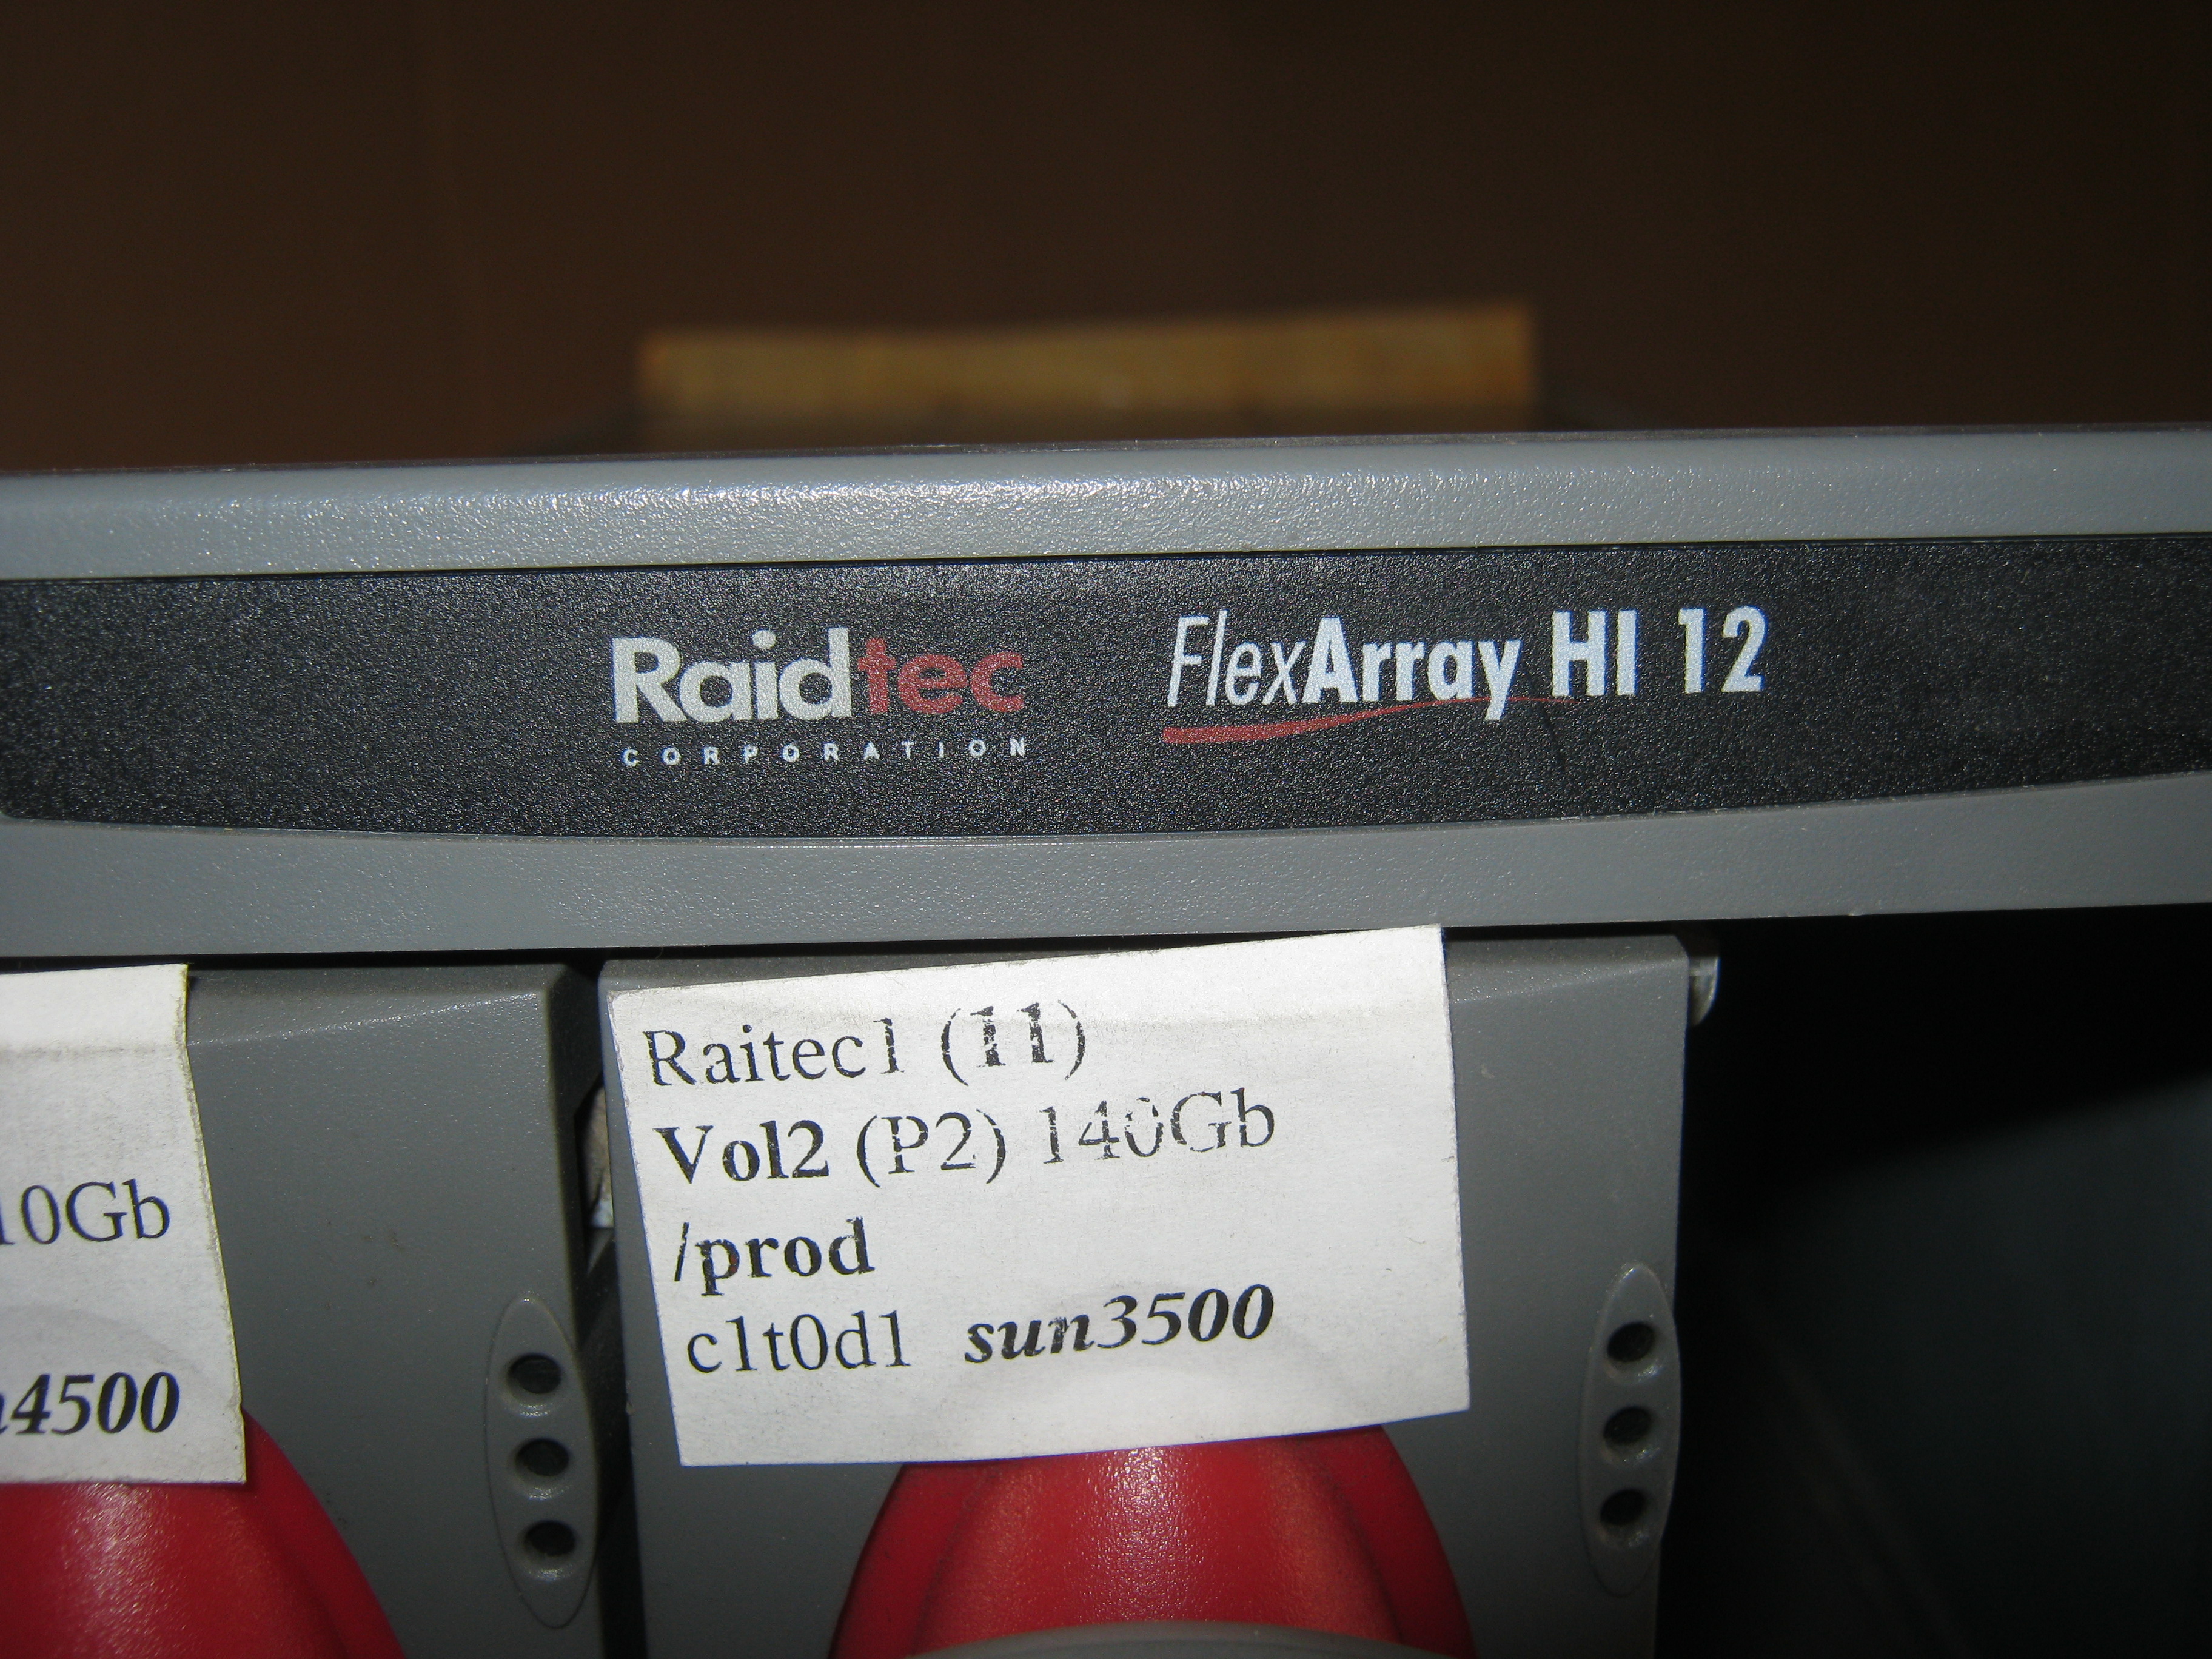 Raidtec FlexArray HI 12
CORPORATION
Raitec1 (11)
Vol2 (P2) 140Gb
/prod
c1t0d1 sun3500
10Gb
4500